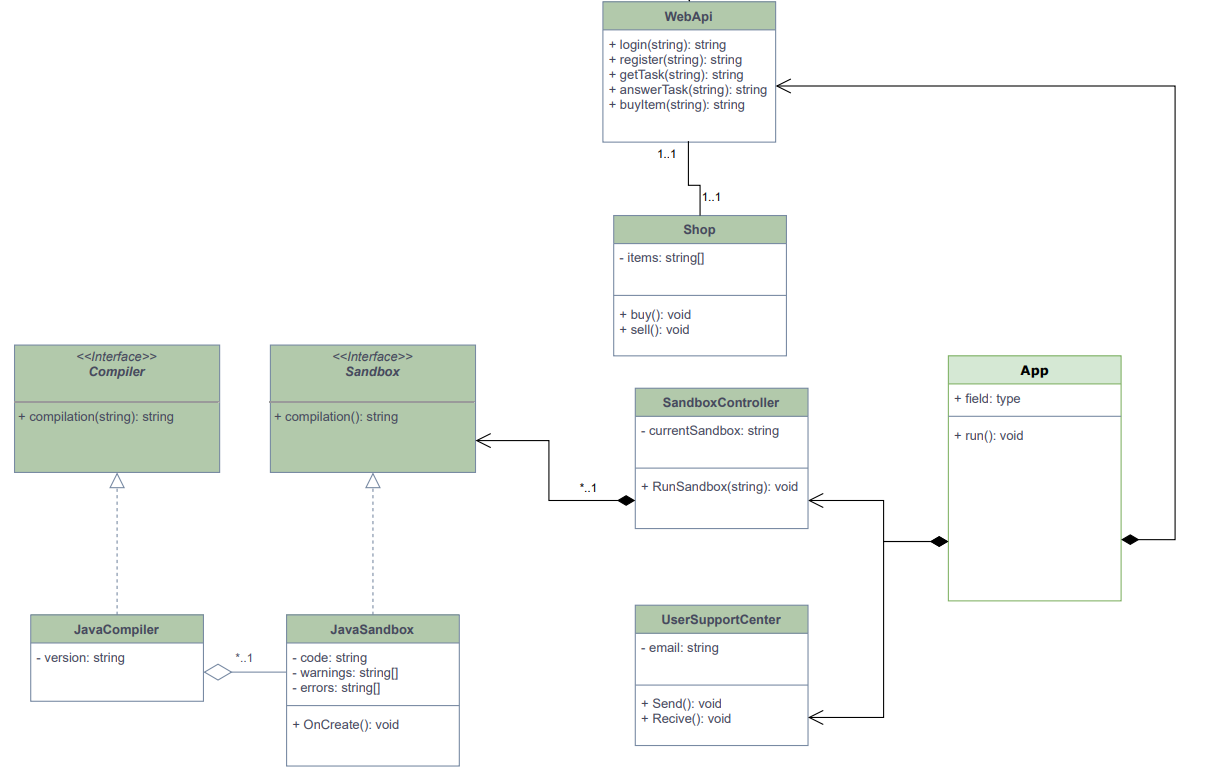 WebApi
+ login(string): string
+ register(string): string
+ getTask(string): string
+ answerTask(string): string
+ buyItem(string): string
1..1
1..1
Shop
- items: string[]
+ buy(): void
+ sell(): void
<<Interface>>
Compiler
+ compilation(string): string
<<Interface>>
Sandbox
+ compilation(): string
SandboxController
- currentSandbox: string
+ RunSandbox(string): void
*..1
App
+ field: type
+ run(): void
JavaCompiler
- version: string
*..1
JavaSandbox
- code: string
- warnings: string[]
- errors: string[]
+ OnCreate(): void
UserSupportCenter
- email: string
+ Send(): void
+ Recive(): void